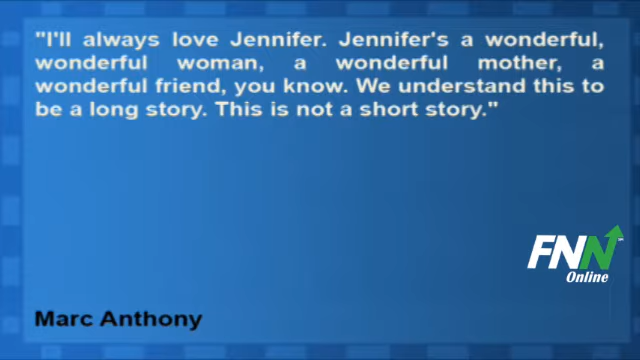 "I'll always love Jennifer. Jennifer's a wonderful,
wonderful woman, a wonderful mother, a
wonderful friend, you know. We understand this to
be a long story. This is not a short story."
FNN
Online
Marc Anthony